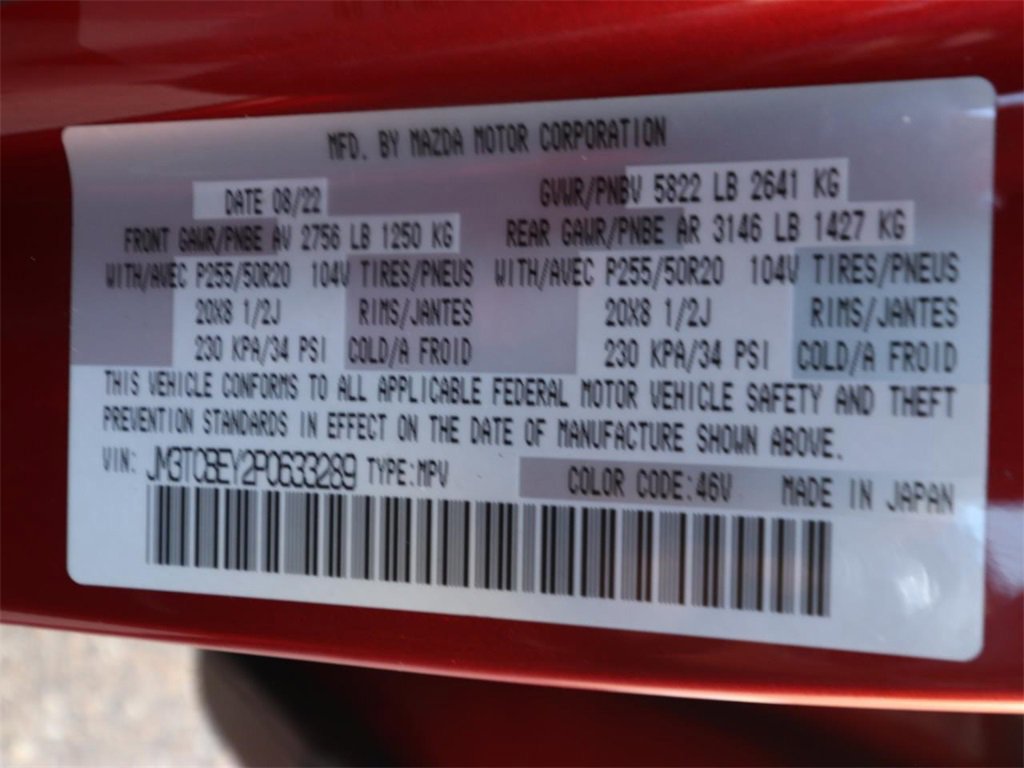 MFD. BY MAZDA MOTOR CORPORATION
DATE 08/22 GVWR/PNBV 5822 LB 2641 KG
FRONT GAWR/PNBE AV 2756 LB 1250 KG REAR GAWR/PNBE AR 3146 LB 1427 KG
WITH/AVEC P255/50R20 104V TIRES/PNEUS WITH/AVEC P255/50R20 104V TIRES/PNEUS
20X8 1/2J RIMS/JANTES 20X8 1/2J RIMS/JANTES
230 KPA/34 PSI COLD/A FROID 230 KPA/34 PSI COLD/A FROID
THIS VEHICLE CONFORMS TO ALL APPLICABLE FEDERAL MOTOR VEHICLE SAFETY AND THEFT
PREVENTION STANDARDS IN EFFECT ON THE DATE OF MANUFACTURE SHOWN ABOVE.
VIN: JM3TCBEY2P0633289 TYPE:MPV COLOR CODE:46V MADE IN JAPAN